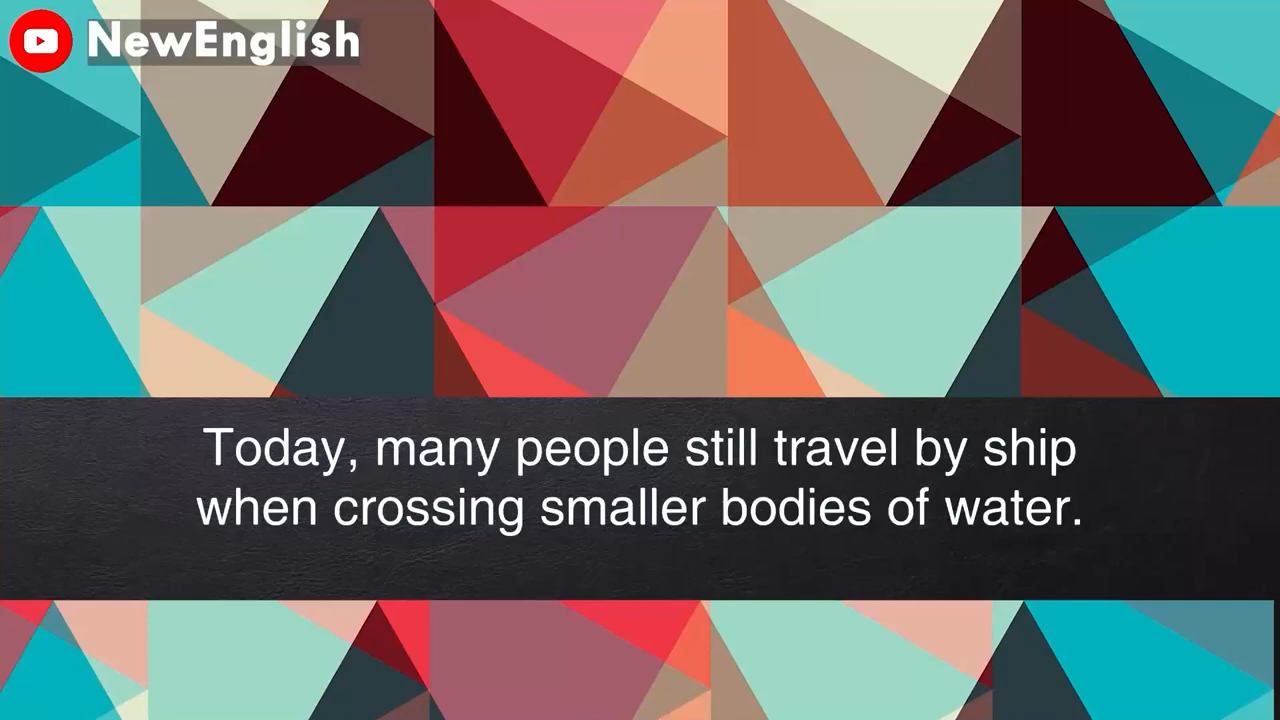 NewEnglish
Today, many people still travel by ship
when crossing smaller bodies of water.